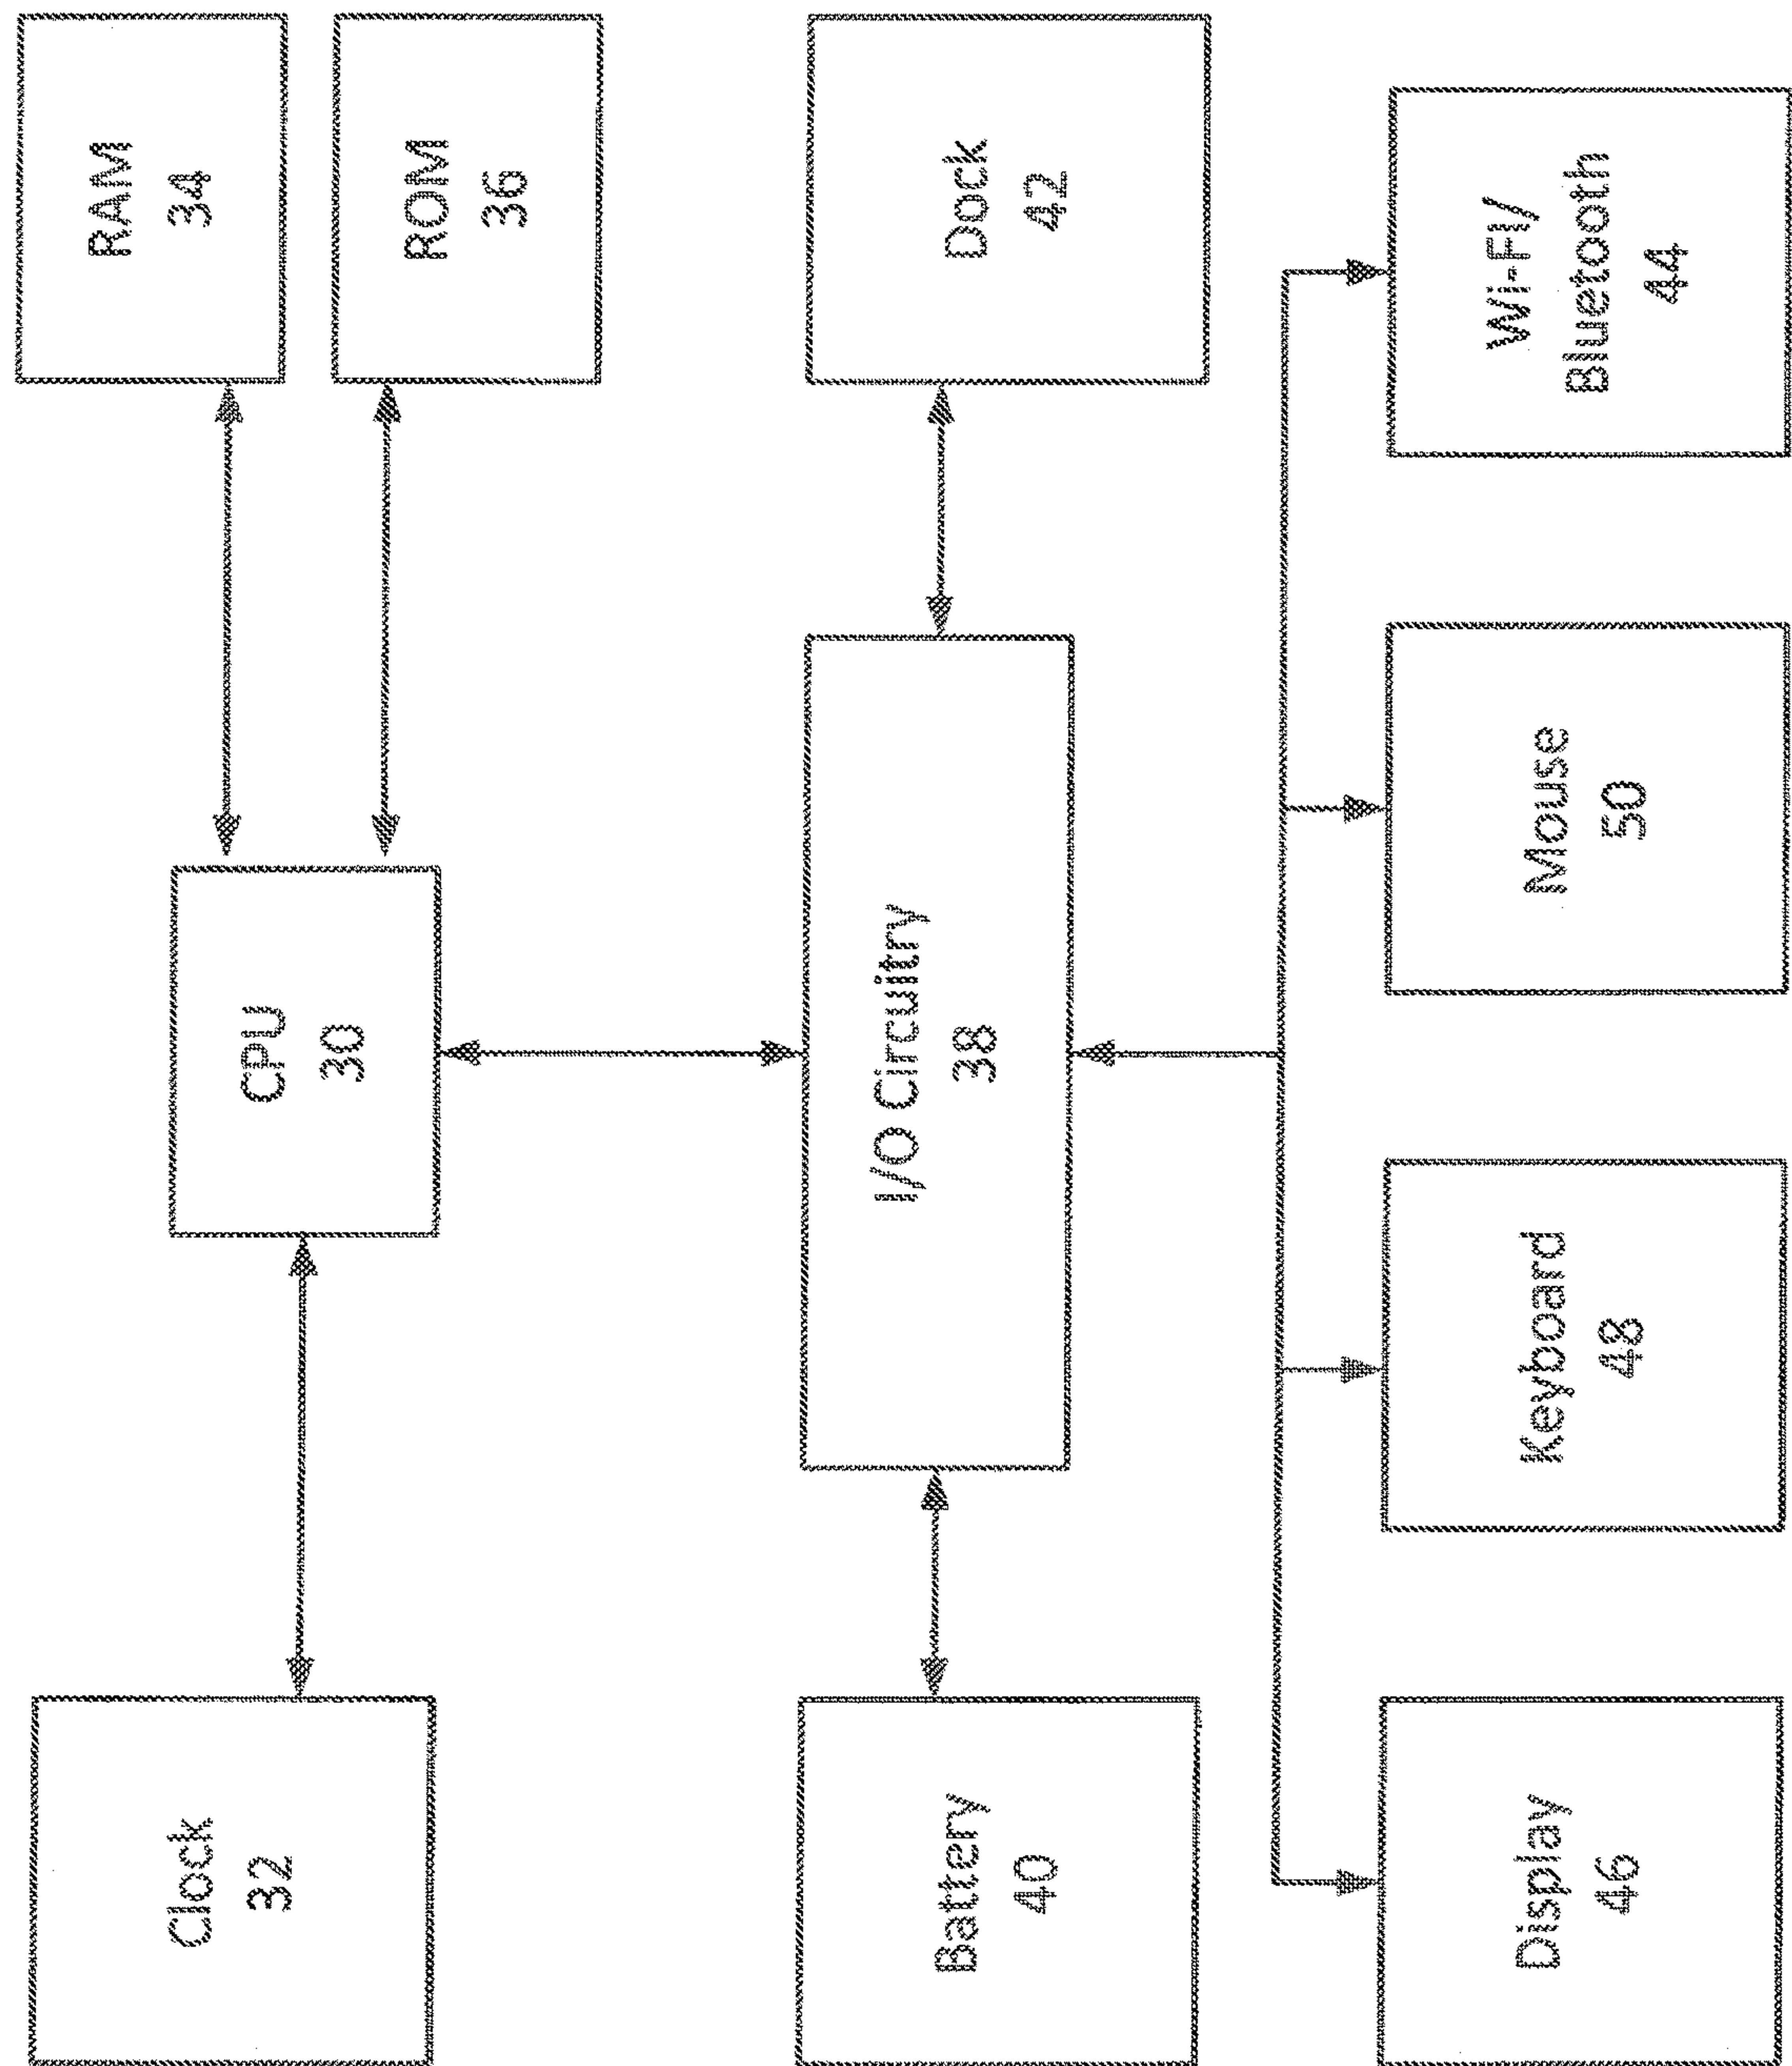 Clock
32
CPU
30
RAM
34
ROM
36
Battery
40
I/O Circuitry
38
Dock
42
Display
46
Keyboard
48
Mouse
50
Wi-Fi/
Bluetooth
44